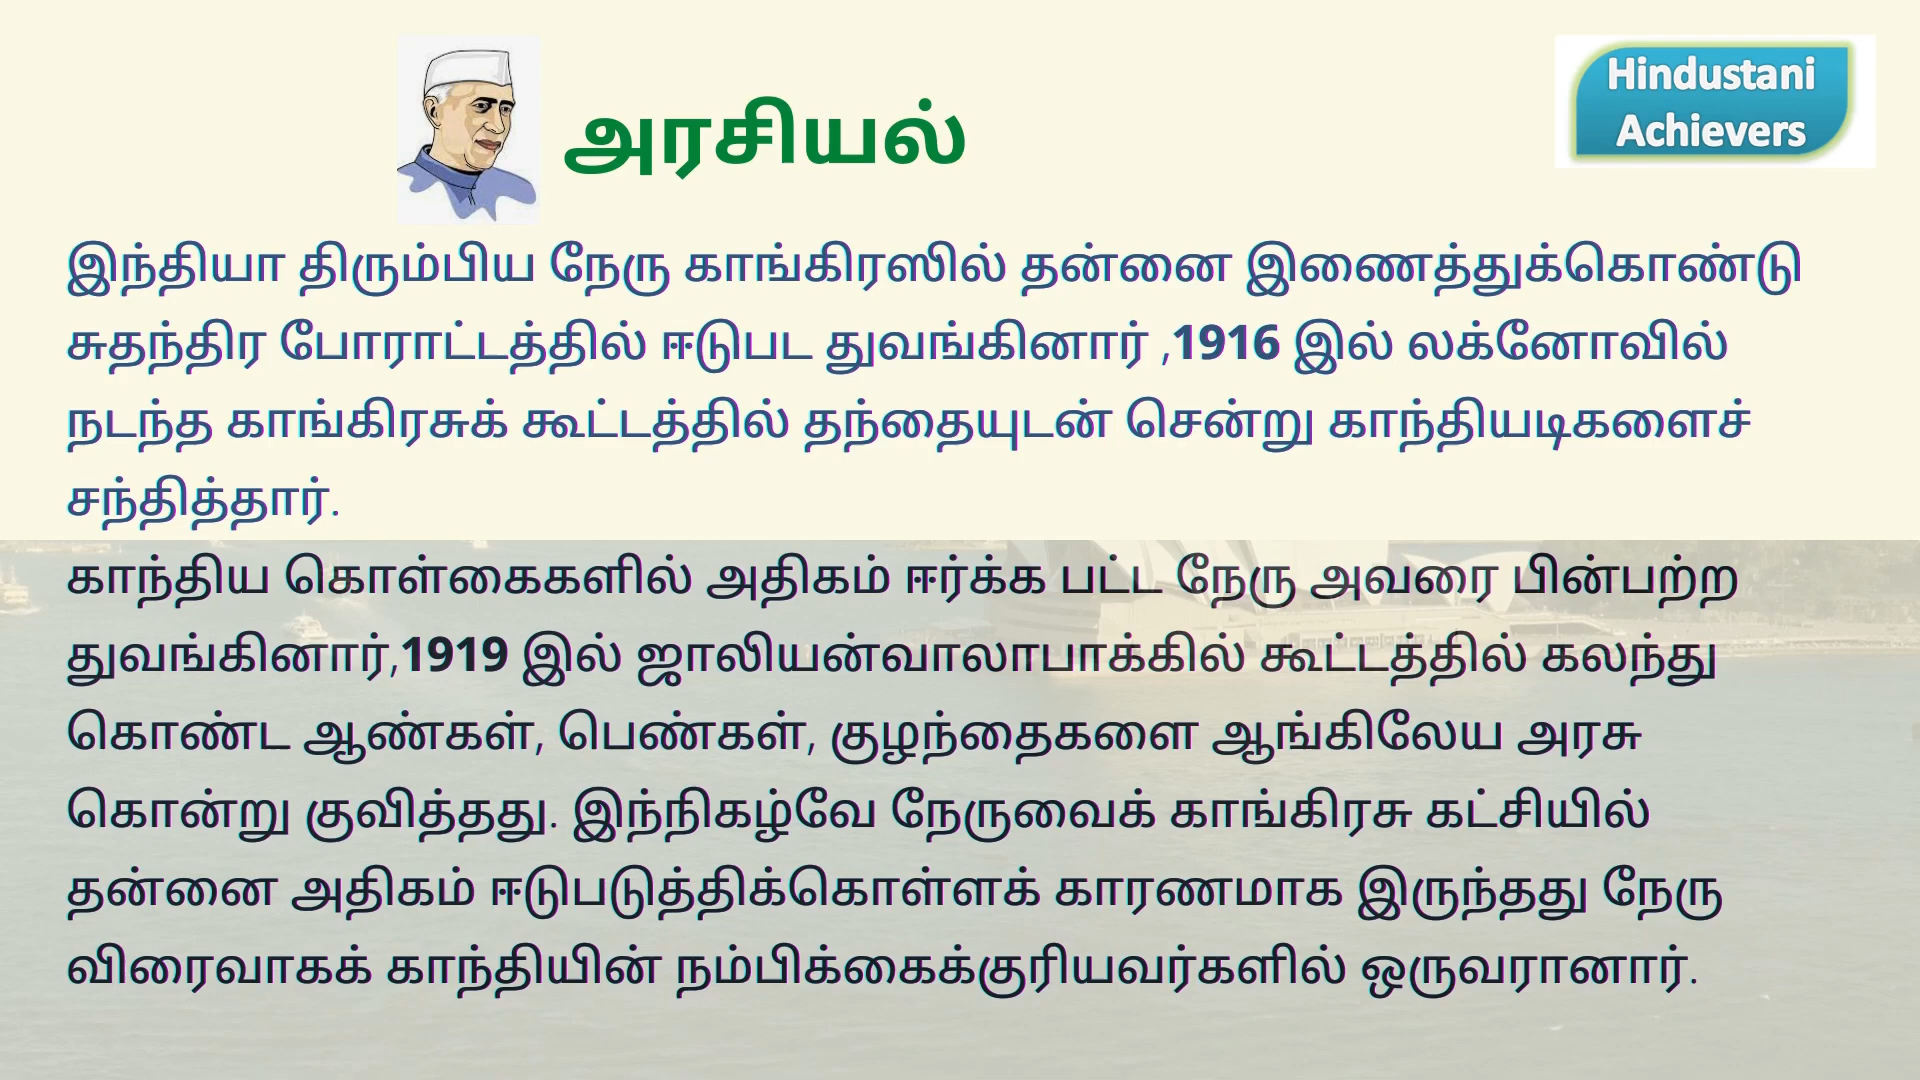 அரசியல்
Hindustani
Achievers
இந்தியா திரும்பிய நேரு காங்கிரஸில் தன்னை இணைத்துக்கொண்டு
சுதந்திர போராட்டத்தில் ஈடுபட துவங்கினார் ,1916 இல் லக்னோவில்
நடந்த காங்கிரசுக் கூட்டத்தில் தந்தையுடன் சென்று காந்தியடிகளைச்
சந்தித்தார்.
காந்திய கொள்கைகளில் அதிகம் ஈர்க்க பட்ட நேரு அவரை பின்பற்ற
துவங்கினார்,1919 இல் ஜாலியன்வாலாபாக்கில் கூட்டத்தில் கலந்து
கொண்ட ஆண்கள், பெண்கள், குழந்தைகளை ஆங்கிலேய அரசு
கொன்று குவித்தது. இந்நிகழ்வே நேருவைக் காங்கிரசு கட்சியில்
தன்னை அதிகம் ஈடுபடுத்திக்கொள்ளக் காரணமாக இருந்தது நேரு
விரைவாகக் காந்தியின் நம்பிக்கைக்குரியவர்களில் ஒருவரானார்.